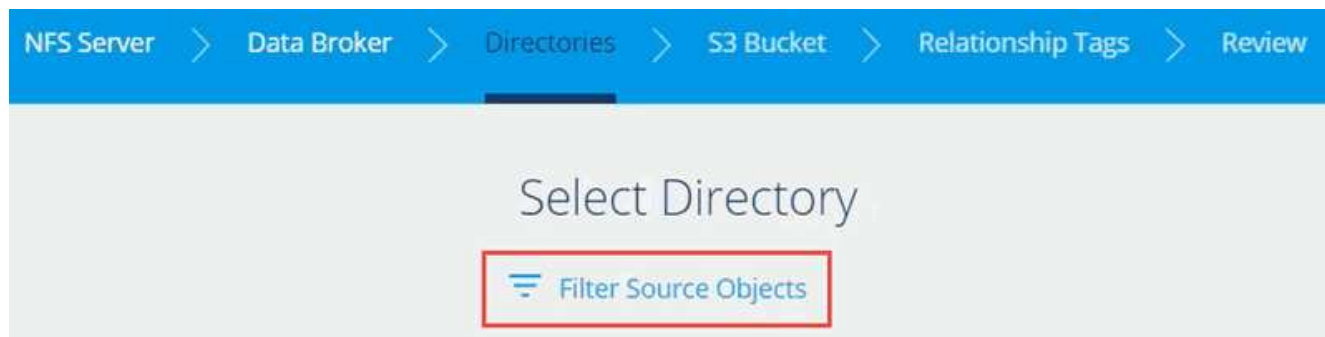 NFS Server > Data Broker > Directories > S3 Bucket > Relationship Tags > Review
Select Directory
Filter Source Objects